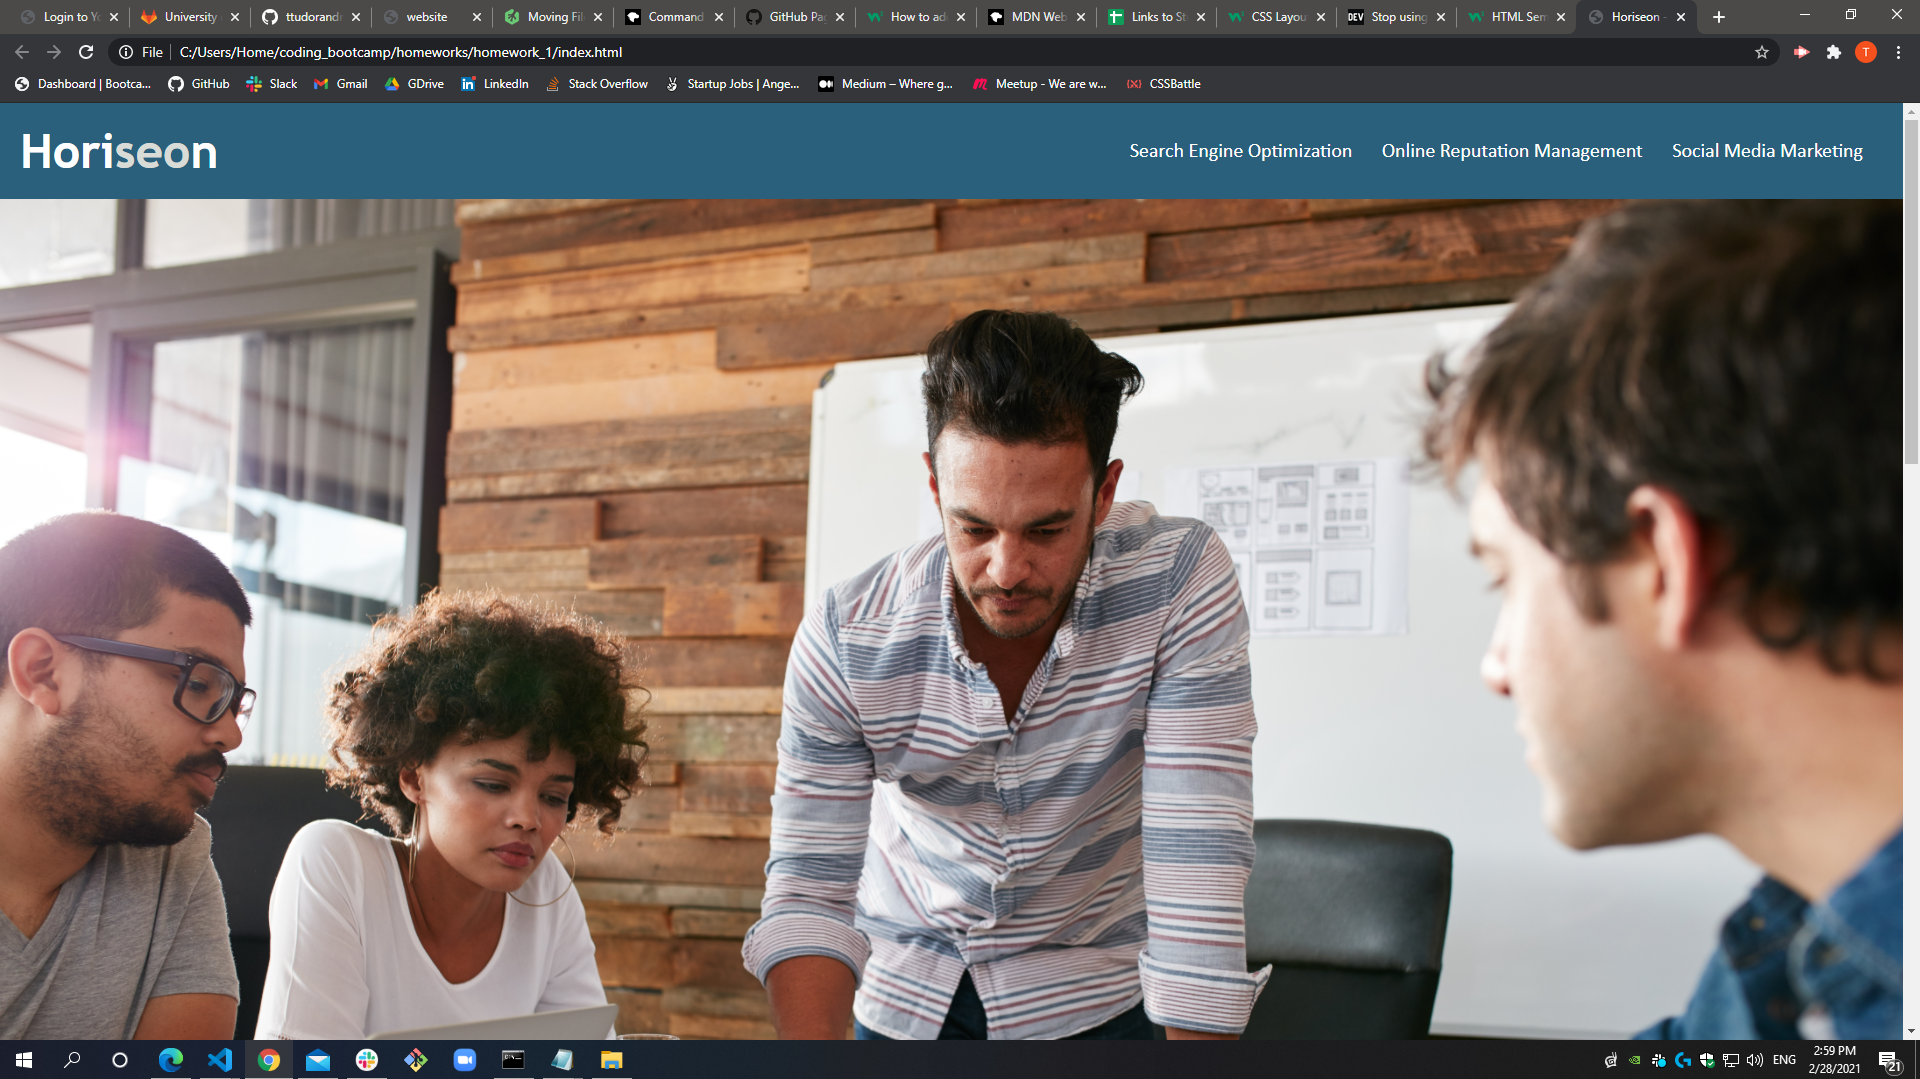 Login to Yo
University
ttudorandr
website
Moving Fil
Command
GitHub Pag
How to ad
MDN Web
Links to St
CSS Layou
DEV Stop using
HTML Sem
Horiseon -
File C:/Users/Home/coding_bootcamp/homeworks/homework_1/index.html T
Dashboard | Bootca... GitHub Slack Gmail GDrive LinkedIn Stack Overflow Startup Jobs | Ange... Medium – Where g... Meetup - We are w... CSSBattle
Horiseon
Search Engine Optimization Online Reputation Management Social Media Marketing
ENG
2:59 PM
2/28/2021
21